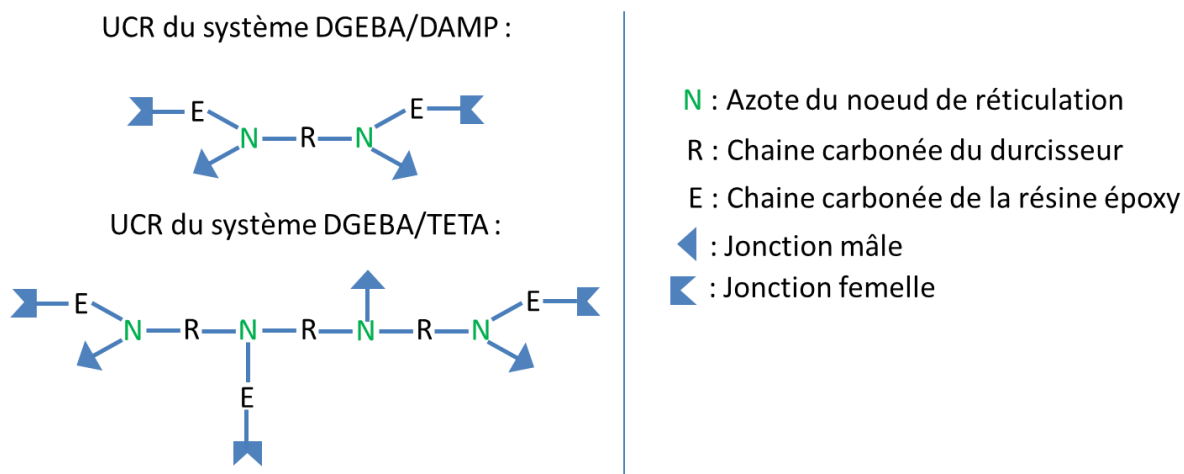 UCR du système DGEBA/DAMP :
E
E
N
R
N
UCR du système DGEBA/TETA :
E
E
N
R
N
R
N
R
N
E
N : Azote du noeud de réticulation
R : Chaine carbonée du durcisseur
E : Chaine carbonée de la résine époxy
: Jonction mâle
: Jonction femelle